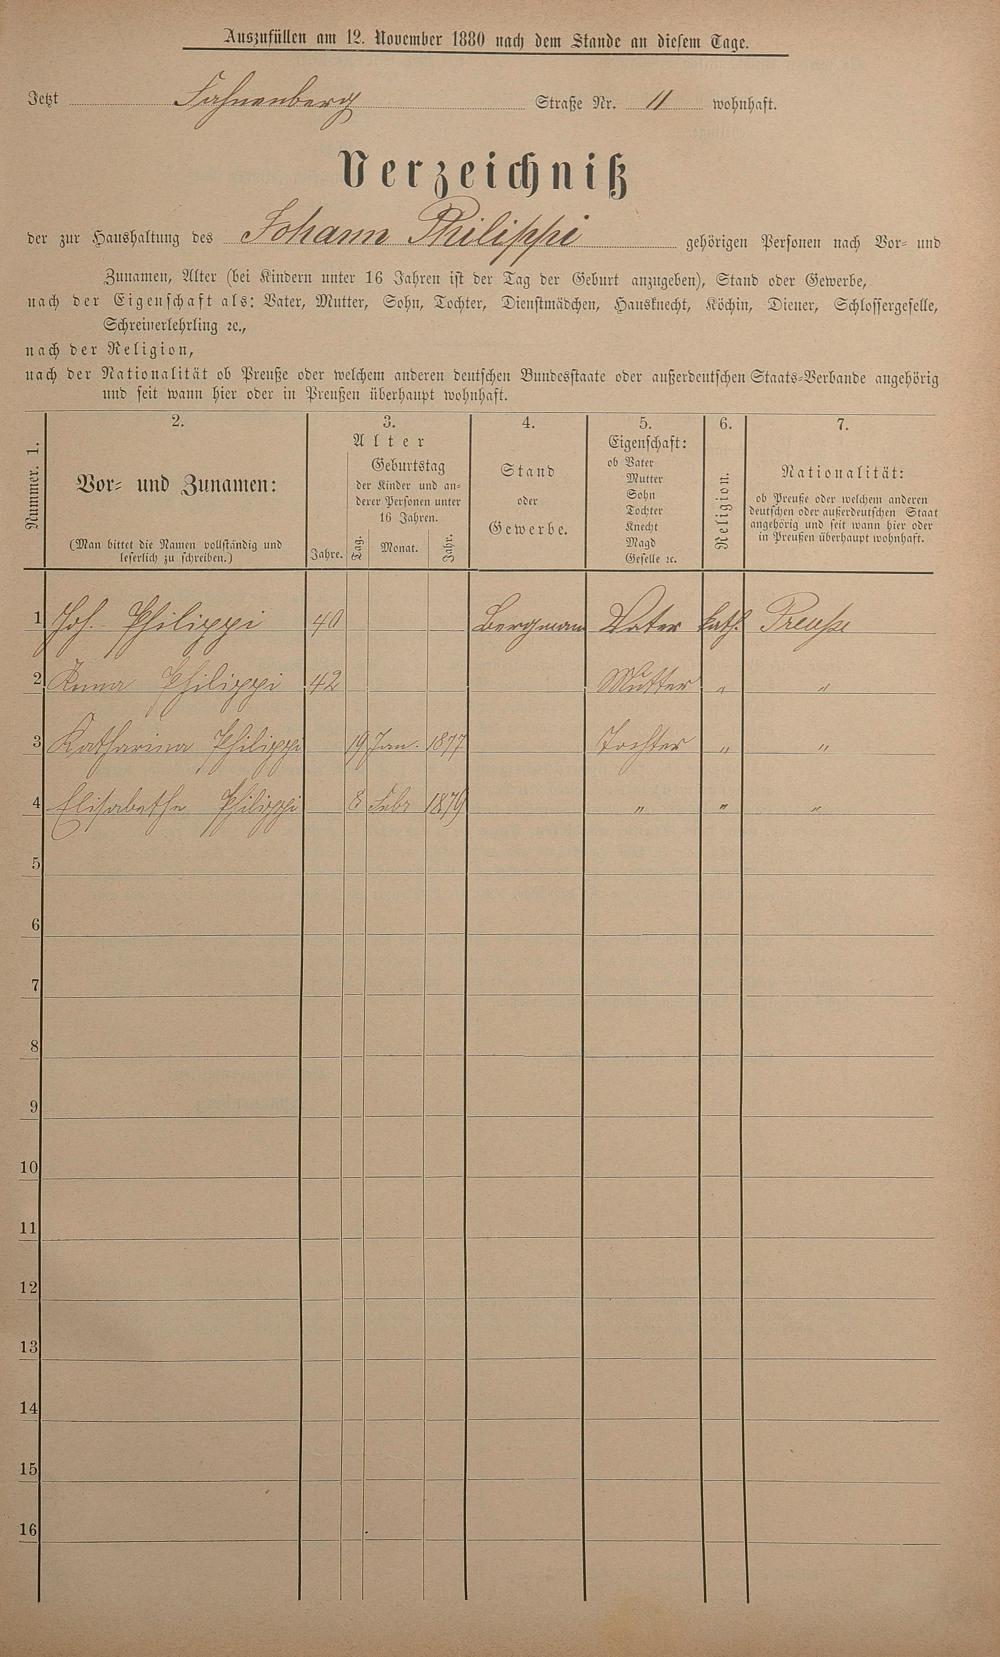 Auszufüllen am 12. November 1880 nach dem Stande an diesem Tage.
Jetzt Fahnenberg Straße Nr. 11 wohnhaft.
Verzeichniß
der zur Haushaltung des Johann Philippi gehörigen Personen nach Vor- und
Zunamen, Alter (bei Kindern unter 16 Jahren ist der Tag der Geburt anzugeben), Stand oder Gewerbe,
nach der Eigenschaft als: Vater, Mutter, Sohn, Tochter, Dienstmädchen, Hausknecht, Köchin, Diener, Schlossergeselle,
Schreinerlehrling ꝛc.,
nach der Religion,
nach der Nationalität ob Preuße oder welchem anderen deutschen Bundesstaate oder außerdeutschen Staats-Verbande angehörig
und seit wann hier oder in Preußen überhaupt wohnhaft.
Nummer. 1.
2.
Vor- und Zunamen:
(Man bittet die Namen vollständig und
leserlich zu schreiben.)
3.
Alter
Jahre.
Geburtstag
der Kinder und an-
derer Personen unter
16 Jahren.
Tag. Monat. Jahr.
4.
Stand
oder
Gewerbe.
5.
Eigenschaft:
ob Vater
Mutter
Sohn
Tochter
Knecht
Magd
Geselle ꝛc.
6.
Religion.
7.
Nationalität:
ob Preuße oder welchem anderen
deutschen oder außerdeutschen Staat
angehörig und seit wann hier oder
in Preußen überhaupt wohnhaft.
1 Joh. Philippi 40 Bergmann Vater kath. Preuße
2 Anna Philippi 42 Mutter " "
3 Katharina Philippi 19 Jan. 1877 Tochter " "
4 Elisabetha Philippi 8 Febr 1879 " " "
5
6
7
8
9
10
11
12
13
14
15
16